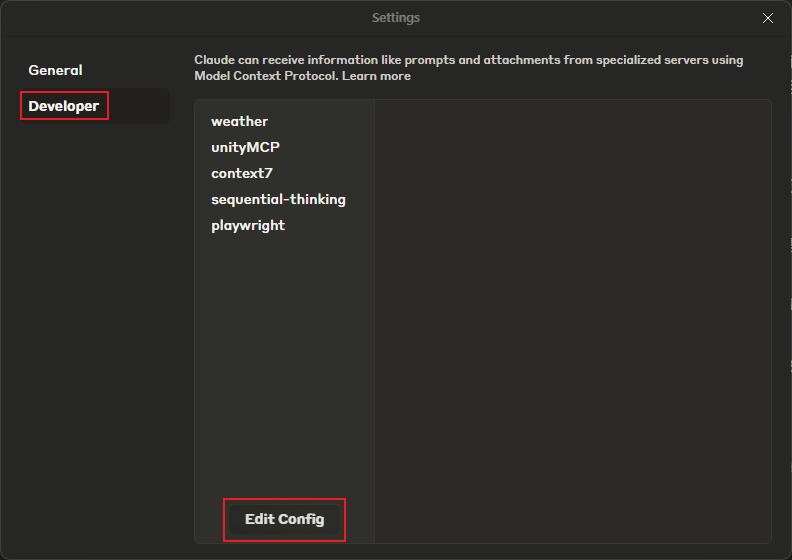 Settings
General
Developer
Claude can receive information like prompts and attachments from specialized servers using
Model Context Protocol. Learn more
weather
unityMCP
context7
sequential-thinking
playwright
Edit Config